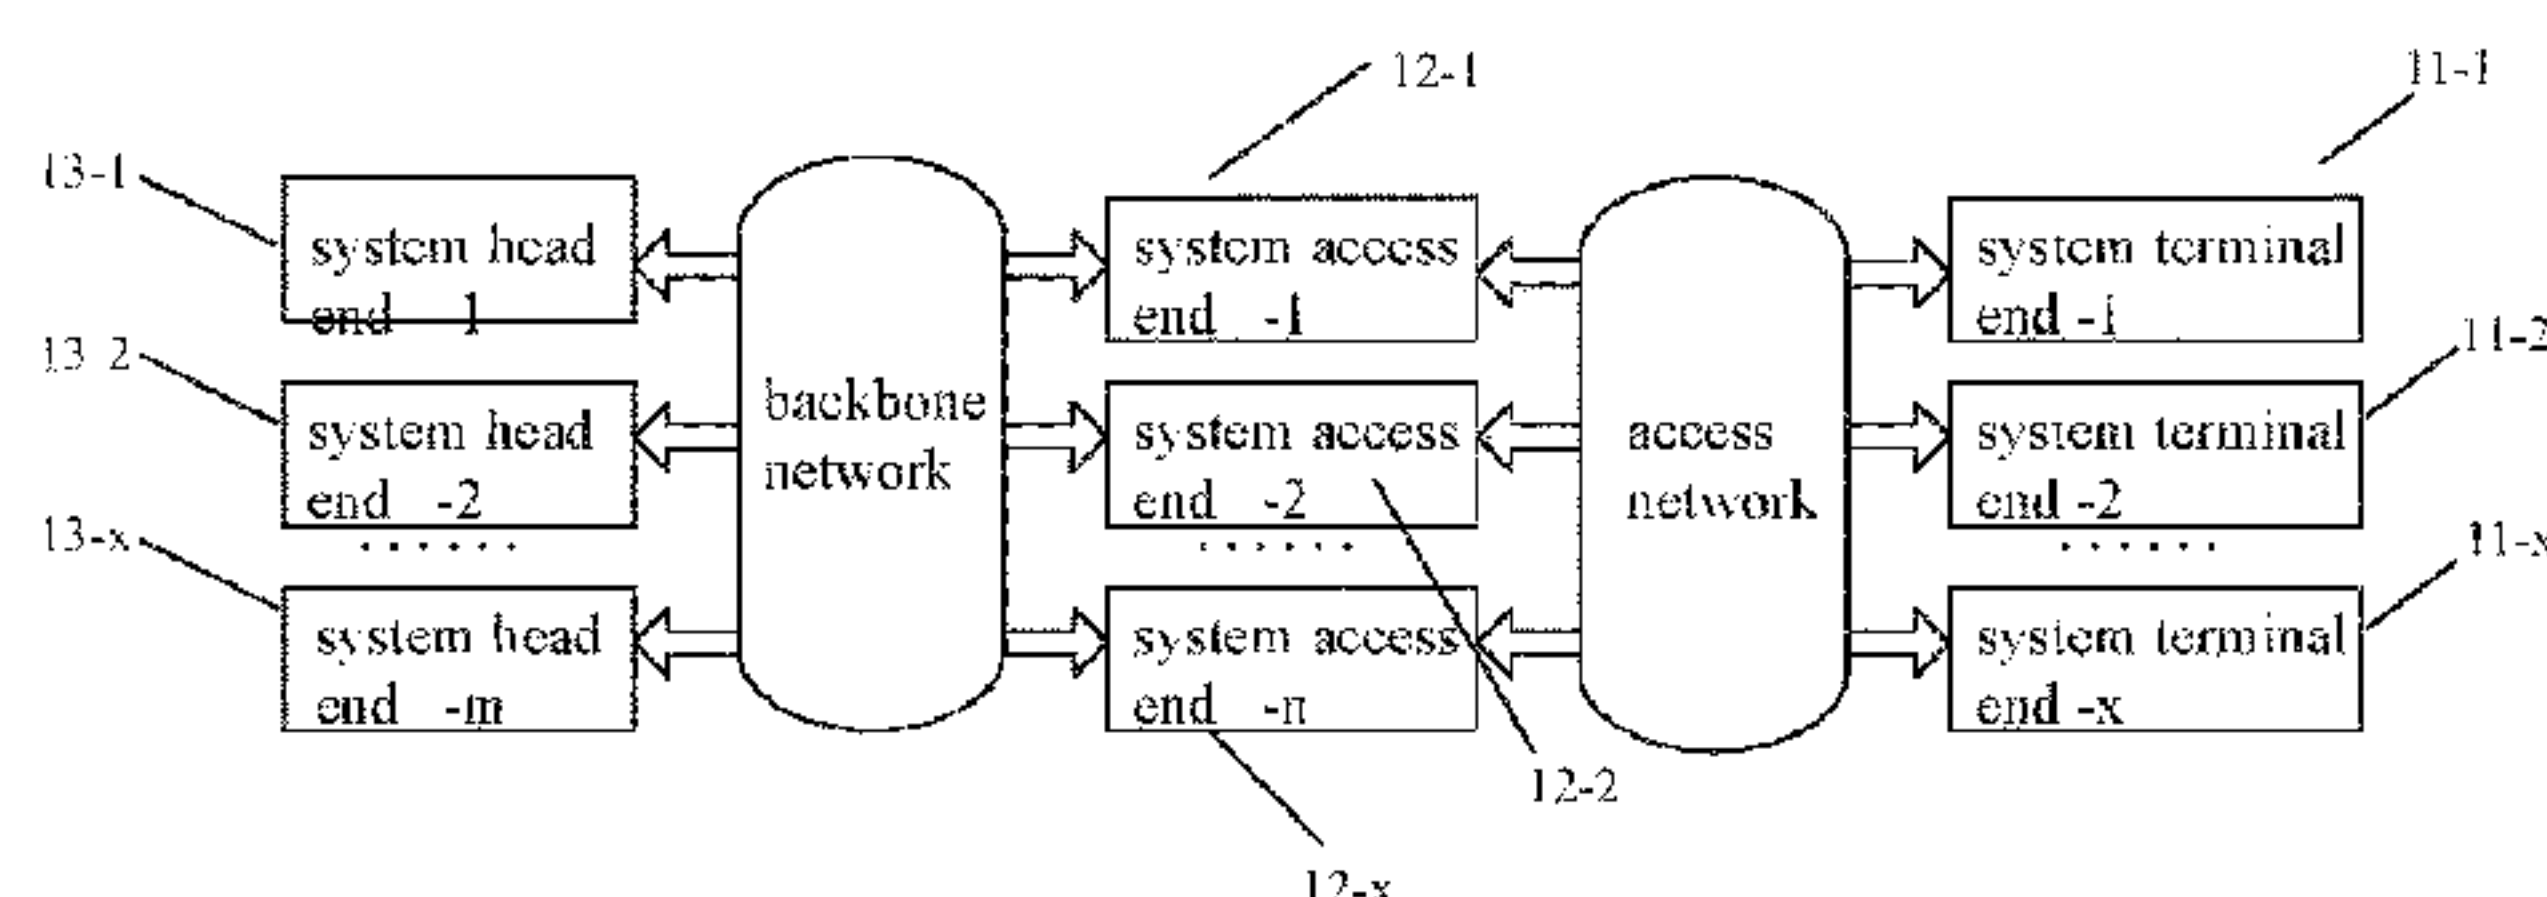 12-1
11-1
13-1
system head
end 1
system access
end -1
system terminal
end -1
13-2
11-2
system head
end -2
backbone
network
system access
end -2
access
network
system terminal
end -2
13-x
11-x
system head
end -m
system access
end -n
system terminal
end -x
12-2
12-x